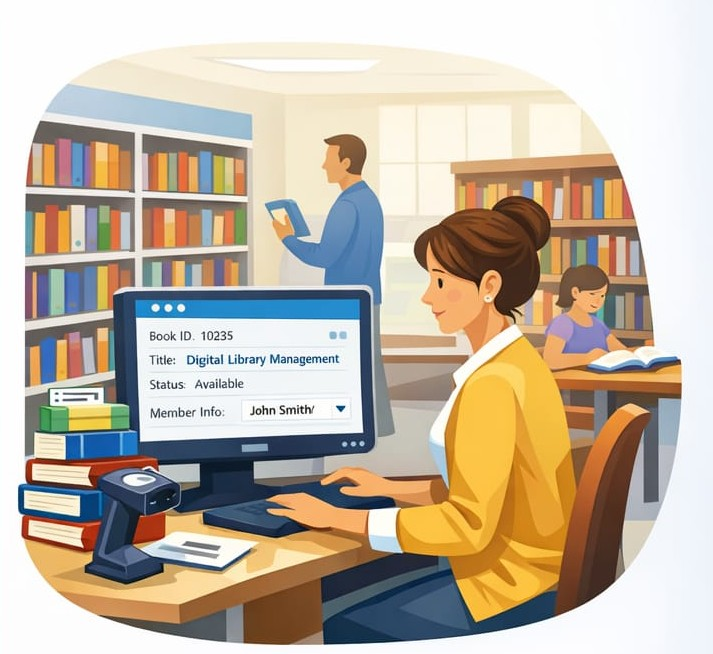 Book ID. 10235
Title: Digital Library Management
Status: Available
Member Info: John Smith/